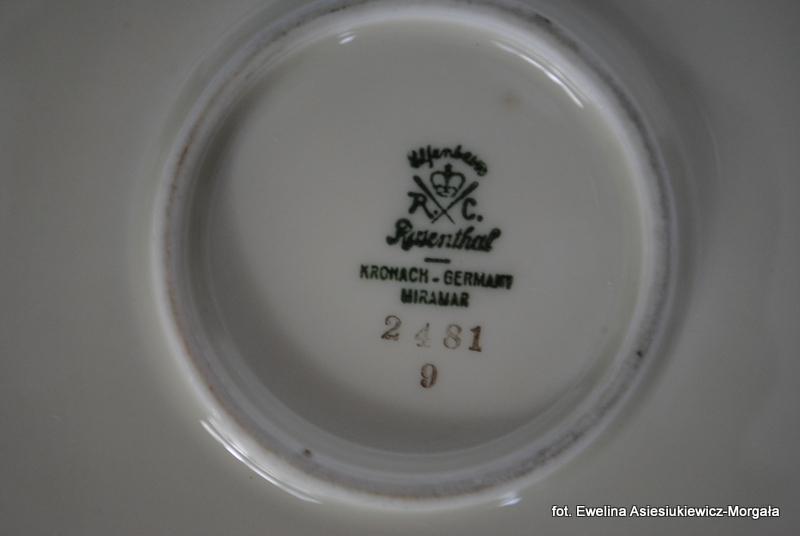 Elfenbein
R. C.
Rosenthal
KRONACH - GERMANY
MIRAMAR
2481
9
fot. Ewelina Asiesiukiewicz-Morgała